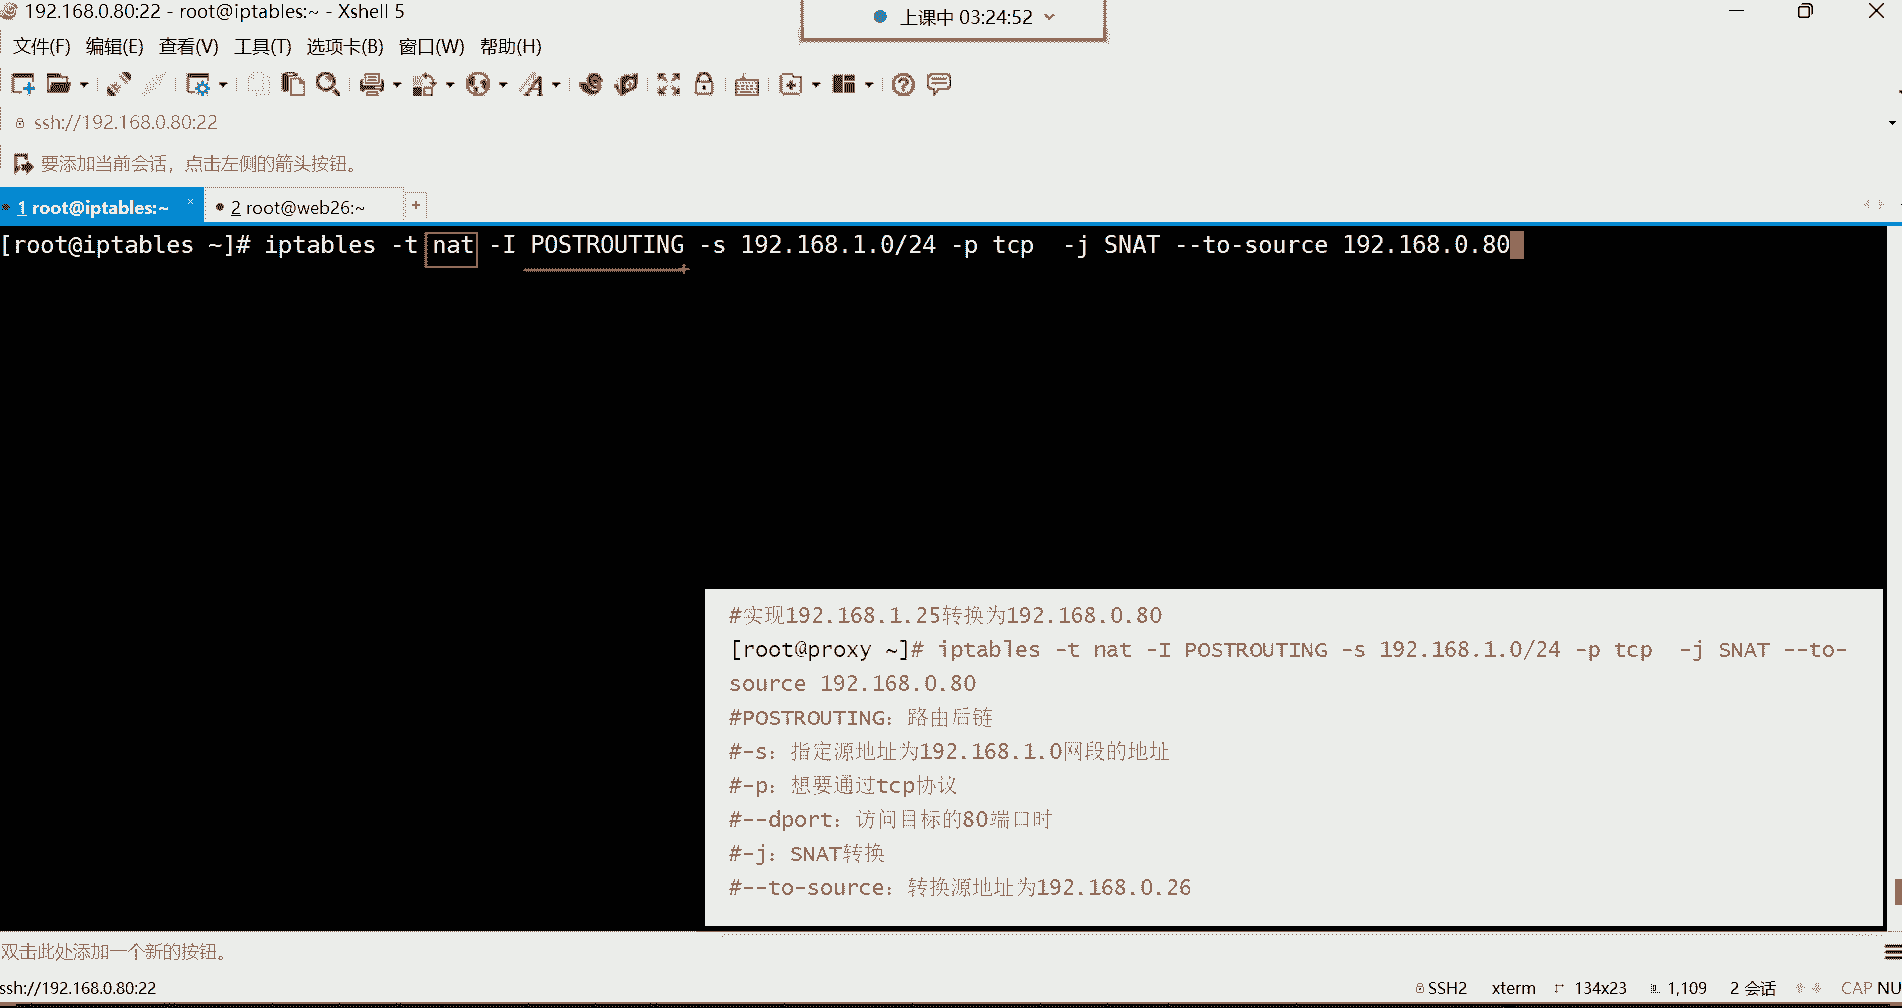 192.168.0.80:22 - root@iptables:~ - Xshell 5
上课中 03:24:52
文件(F) 编辑(E) 查看(V) 工具(T) 选项卡(B) 窗口(W) 帮助(H)
ssh://192.168.0.80:22
要添加当前会话，点击左侧的箭头按钮。
1 root@iptables:~ × 2 root@web26:~ +
[root@iptables ~]# iptables -t nat -I POSTROUTING -s 192.168.1.0/24 -p tcp  -j SNAT --to-source 192.168.0.80
#实现192.168.1.25转换为192.168.0.80
[root@proxy ~]# iptables -t nat -I POSTROUTING -s 192.168.1.0/24 -p tcp  -j SNAT --to-
source 192.168.0.80
#POSTROUTING：路由后链
#-s：指定源地址为192.168.1.0网段的地址
#-p：想要通过tcp协议
#--dport：访问目标的80端口时
#-j：SNAT转换
#--to-source：转换源地址为192.168.0.26
双击此处添加一个新的按钮。
ssh://192.168.0.80:22 SSH2 xterm 134x23 1,109 2 会话 CAP NU